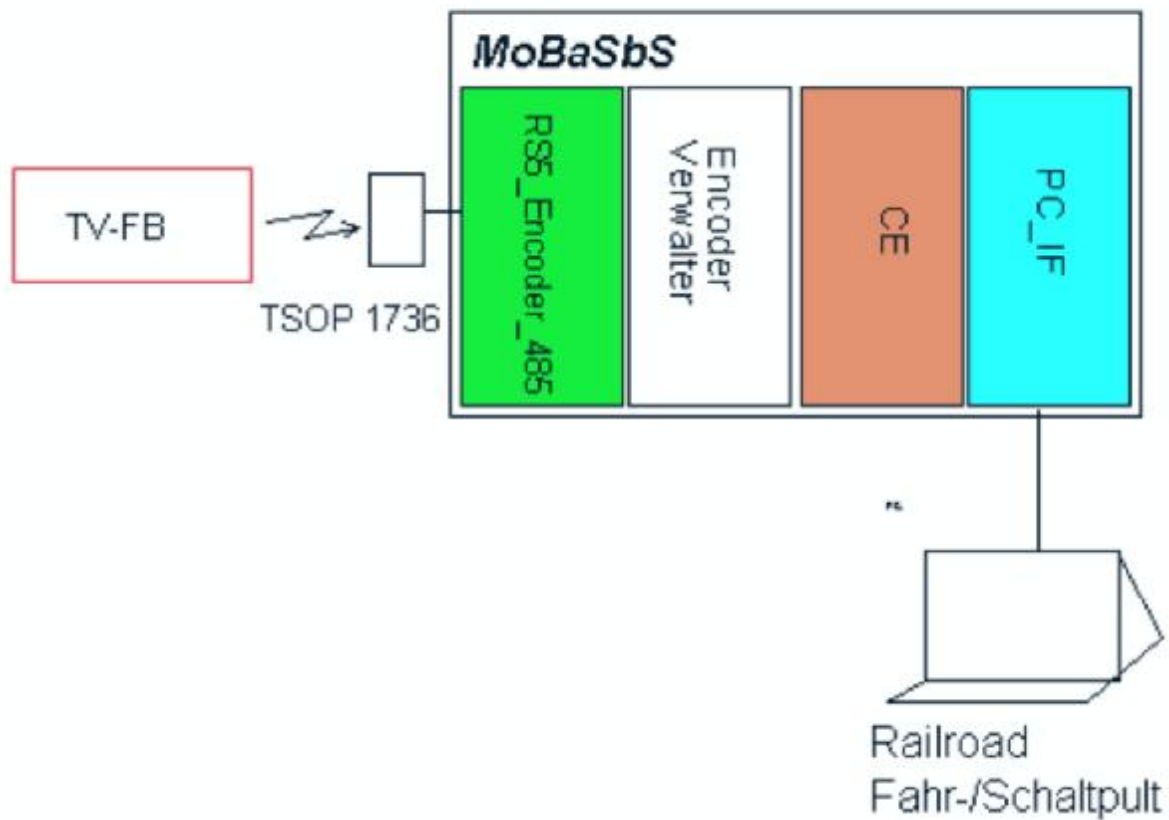 MoBaSbS
TV-FB
TSOP 1736
RS5_Encoder_485
Encoder
Verwalter
CE
PC_IF
Railroad
Fahr-/Schaltpult